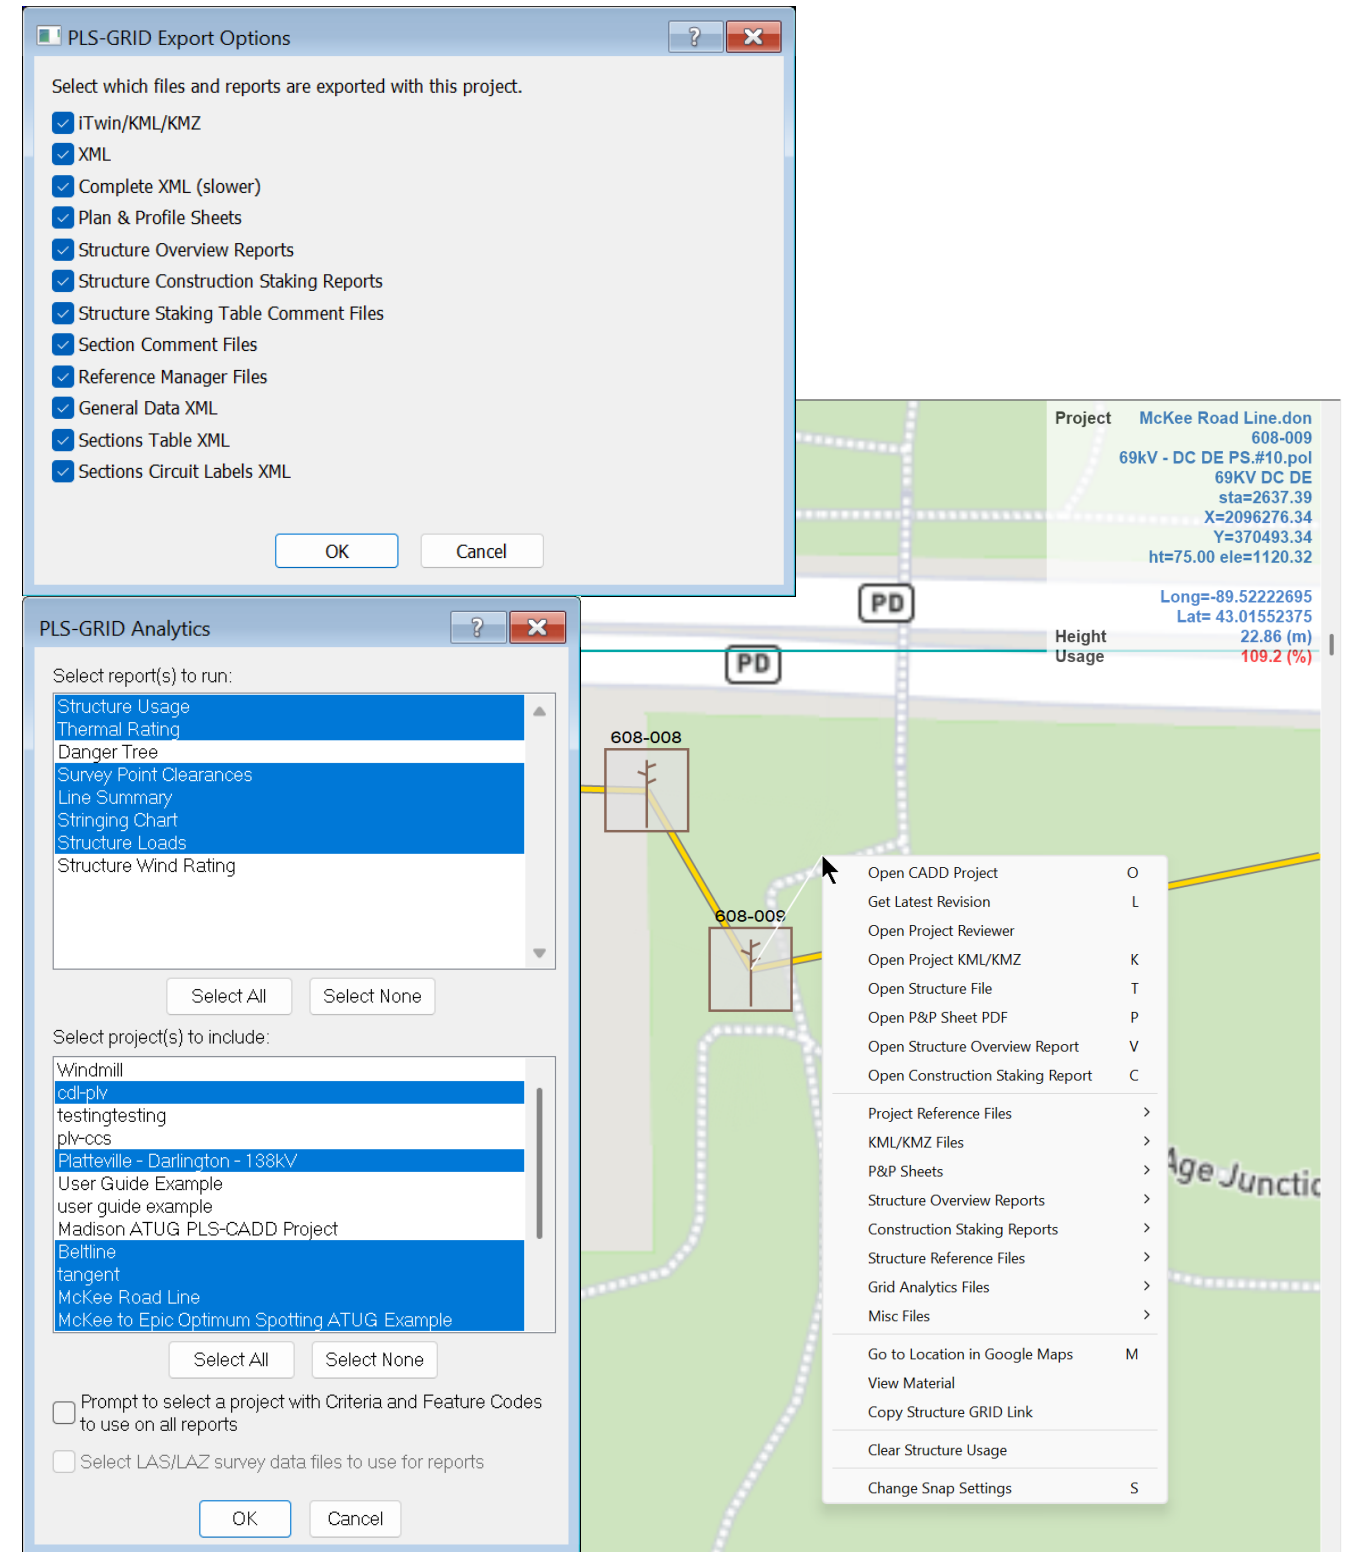 PLS-GRID Export Options
?
Select which files and reports are exported with this project.
iTwin/KML/KMZ
XML
Complete XML (slower)
Plan & Profile Sheets
Structure Overview Reports
Structure Construction Staking Reports
Structure Staking Table Comment Files
Section Comment Files
Reference Manager Files
General Data XML
Sections Table XML
Sections Circuit Labels XML
OK Cancel
Project McKee Road Line.don
608-009
69kV - DC DE PS.#10.pol
69KV DC DE
sta=2637.39
X=2096276.34
Y=370493.34
ht=75.00 ele=1120.32
Long=-89.52222695
Lat= 43.01552375
Height 22.86 (m)
Usage 109.2 (%)
PD
PD
608-008
608-009
Age Junctic
PLS-GRID Analytics
?
Select report(s) to run:
Structure Usage
Thermal Rating
Danger Tree
Survey Point Clearances
Line Summary
Stringing Chart
Structure Loads
Structure Wind Rating
Select All Select None
Select project(s) to include:
Windmill
cdl-plv
testingtesting
plv-ccs
Platteville - Darlington - 138kV
User Guide Example
user guide example
Madison ATUG PLS-CADD Project
Beltline
tangent
McKee Road Line
McKee to Epic Optimum Spotting ATUG Example
Select All Select None
Prompt to select a project with Criteria and Feature Codes
to use on all reports
Select LAS/LAZ survey data files to use for reports
OK Cancel
Open CADD Project O
Get Latest Revision L
Open Project Reviewer
Open Project KML/KMZ K
Open Structure File T
Open P&P Sheet PDF P
Open Structure Overview Report V
Open Construction Staking Report C
Project Reference Files
KML/KMZ Files
P&P Sheets
Structure Overview Reports
Construction Staking Reports
Structure Reference Files
Grid Analytics Files
Misc Files
Go to Location in Google Maps M
View Material
Copy Structure GRID Link
Clear Structure Usage
Change Snap Settings S